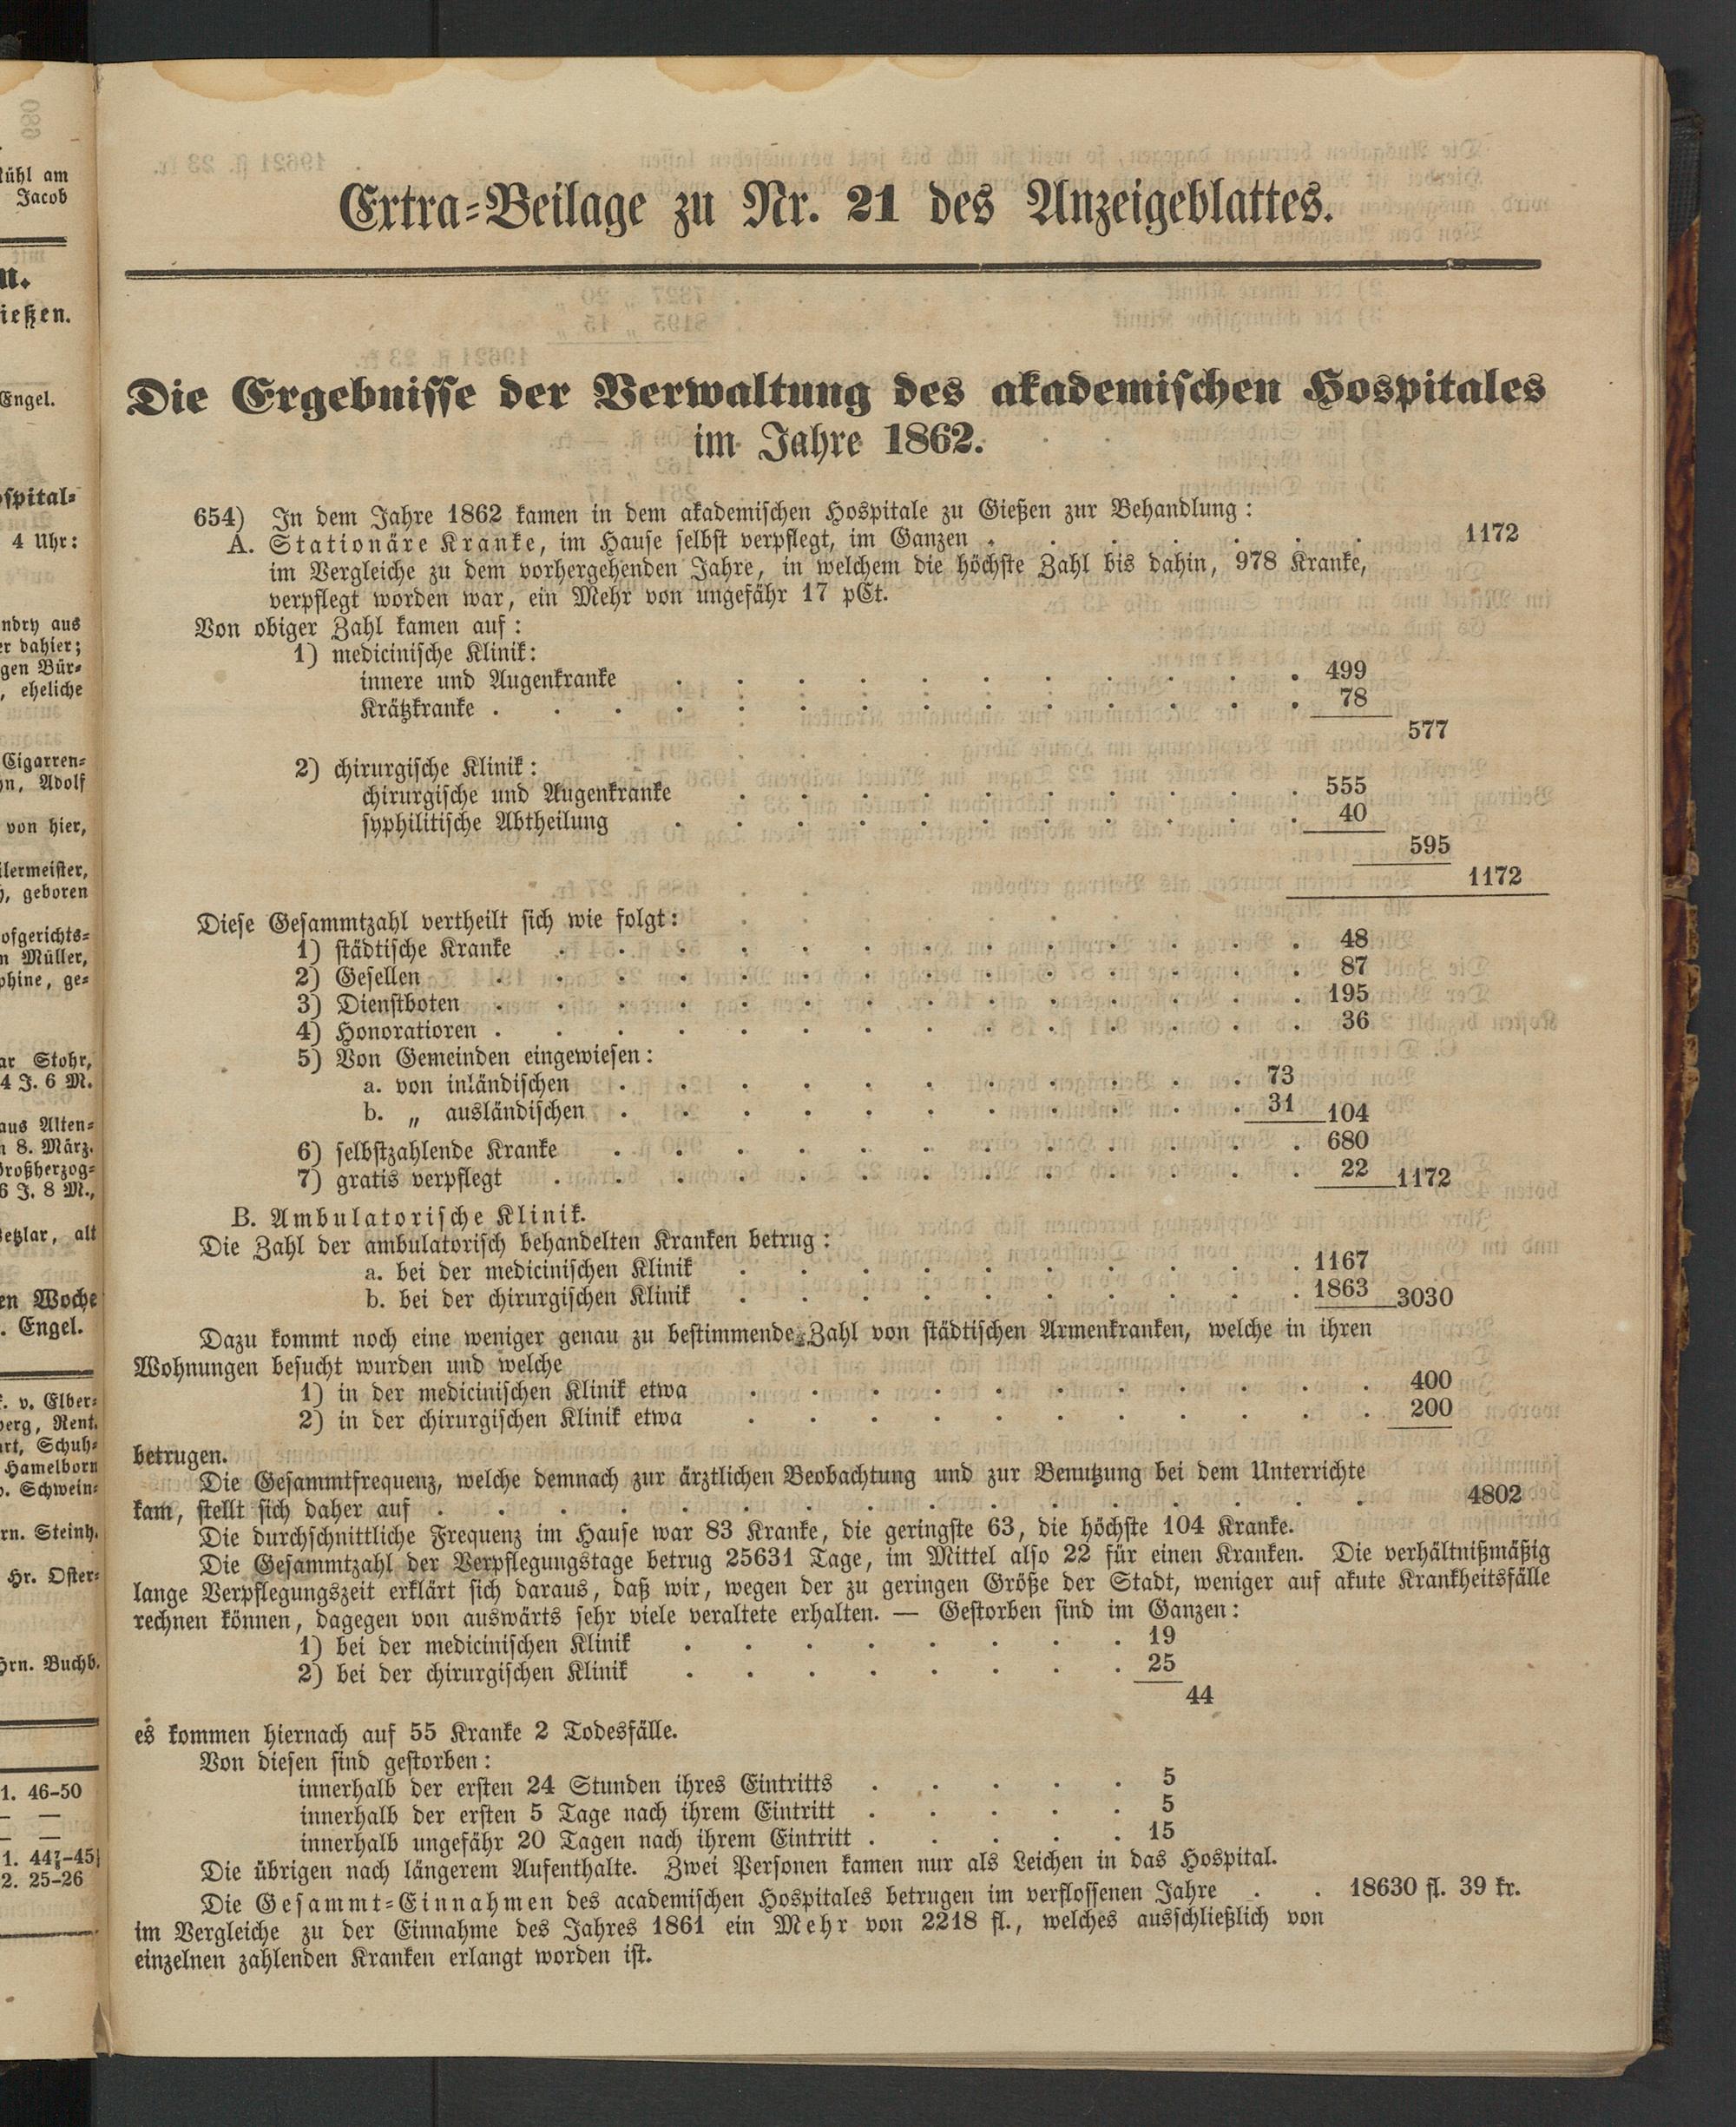 Extra-Beilage zu Nr. 21 des Anzeigeblattes.
Die Ergebnisse der Verwaltung des akademischen Hospitales
im Jahre 1862.
654) In dem Jahre 1862 kamen in dem akademischen Hospitale zu Gießen zur Behandlung:
A. Stationäre Kranke, im Hause selbst verpflegt, im Ganzen . . . . . . . 1172
im Vergleiche zu dem vorhergehenden Jahre, in welchem die höchste Zahl bis dahin, 978 Kranke,
verpflegt worden war, ein Mehr von ungefähr 17 pCt.
Von obiger Zahl kamen auf:
1) medicinische Klinik:
innere und Augenkranke . . . . . . . . . . . 499
Krätzkranke . . . . . . . . . . . . . . 78
577
2) chirurgische Klinik:
chirurgische und Augenkranke . . . . . . . . . . 555
syphilitische Abtheilung . . . . . . . . . . . 40
595
1172
Diese Gesammtzahl vertheilt sich wie folgt:
1) städtische Kranke . . . . . . . . . . . . . 48
2) Gesellen . . . . . . . . . . . . . . 87
3) Dienstboten . . . . . . . . . . . . . . 195
4) Honoratioren . . . . . . . . . . . . . . 36
5) Von Gemeinden eingewiesen:
a. von inländischen . . . . . . . . . . . 73
b. „ ausländischen . . . . . . . . . . . 31 104
6) selbstzahlende Kranke . . . . . . . . . . . . 680
7) gratis verpflegt . . . . . . . . . . . . . 22 1172
B. Ambulatorische Klinik.
Die Zahl der ambulatorisch behandelten Kranken betrug:
a. bei der medicinischen Klinik . . . . . . . . . . 1167
b. bei der chirurgischen Klinik . . . . . . . . . . 1863 3030
Dazu kommt noch eine weniger genau zu bestimmende Zahl von städtischen Armenkranken, welche in ihren
Wohnungen besucht wurden und welche
1) in der medicinischen Klinik etwa . . . . . . . . . . . 400
2) in der chirurgischen Klinik etwa . . . . . . . . . . . 200
betrugen.
Die Gesammtfrequenz, welche demnach zur ärztlichen Beobachtung und zur Benutzung bei dem Unterrichte
kam, stellt sich daher auf . . . . . . . . . . . . . . . . 4802
Die durchschnittliche Frequenz im Hause war 83 Kranke, die geringste 63, die höchste 104 Kranke.
Die Gesammtzahl der Verpflegungstage betrug 25631 Tage, im Mittel also 22 für einen Kranken. Die verhältnißmäßig
lange Verpflegungszeit erklärt sich daraus, daß wir, wegen der zu geringen Größe der Stadt, weniger auf akute Krankheitsfälle
rechnen können, dagegen von auswärts sehr viele veraltete erhalten. — Gestorben sind im Ganzen:
1) bei der medicinischen Klinik . . . . . . . . 19
2) bei der chirurgischen Klinik . . . . . . . . 25
44
es kommen hiernach auf 55 Kranke 2 Todesfälle.
Von diesen sind gestorben:
innerhalb der ersten 24 Stunden ihres Eintritts . . . . . 5
innerhalb der ersten 5 Tage nach ihrem Eintritt . . . . . 5
innerhalb ungefähr 20 Tagen nach ihrem Eintritt . . . . . 15
Die übrigen nach längerem Aufenthalte. Zwei Personen kamen nur als Leichen in das Hospital.
Die Gesammt-Einnahmen des academischen Hospitales betrugen im verflossenen Jahre . . 18630 fl. 39 kr.
im Vergleiche zu der Einnahme des Jahres 1861 ein Mehr von 2218 fl., welches ausschließlich von
einzelnen zahlenden Kranken erlangt worden ist.